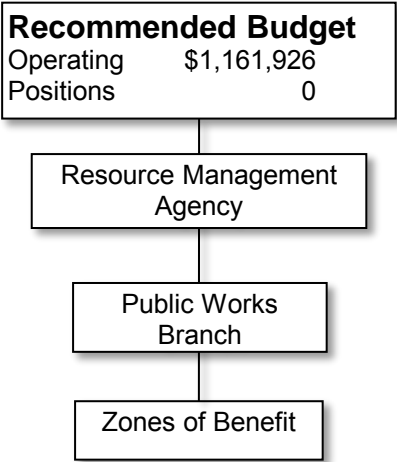 Recommended Budget
Operating $1,161,926
Positions 0
Resource Management
Agency
Public Works
Branch
Zones of Benefit